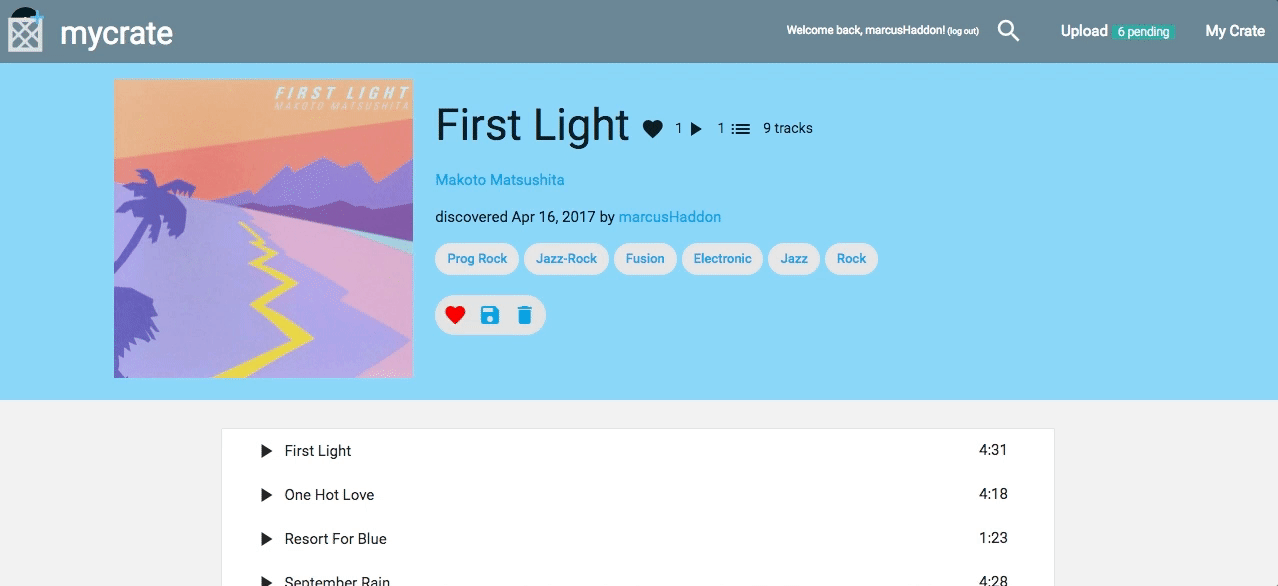 mycrate
Welcome back, marcusHaddon! (log out)
Upload 6 pending
My Crate
FIRST LIGHT
MAKOTO MATSUSHITA
First Light 1 1 9 tracks
Makoto Matsushita
discovered Apr 16, 2017 by marcusHaddon
Prog Rock Jazz-Rock Fusion Electronic Jazz Rock
First Light 4:31
One Hot Love 4:18
Resort For Blue 1:23
September Rain 4:28